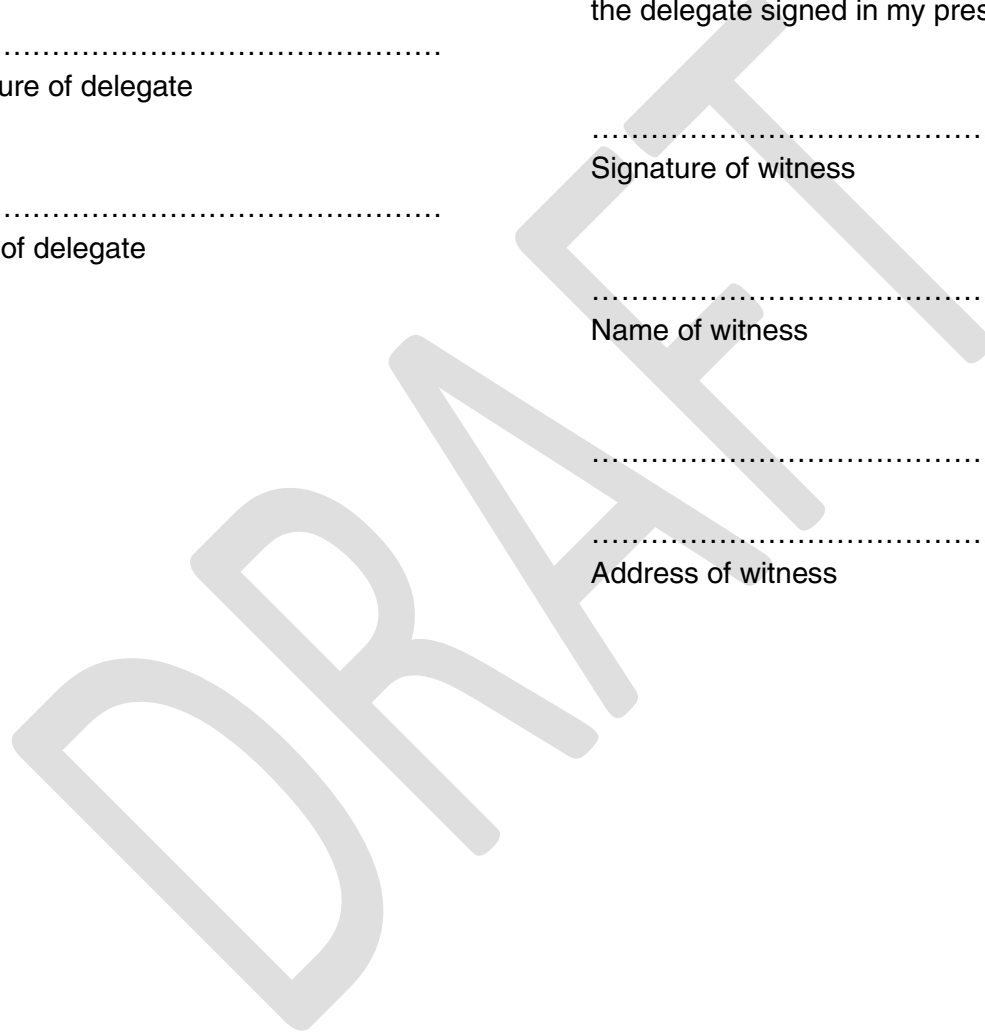 ure of delegate
of delegate
the delegate signed in my pres
……………………………………
Signature of witness
……………………………………
Name of witness
……………………………………
……………………………………
Address of witness
DRAFT